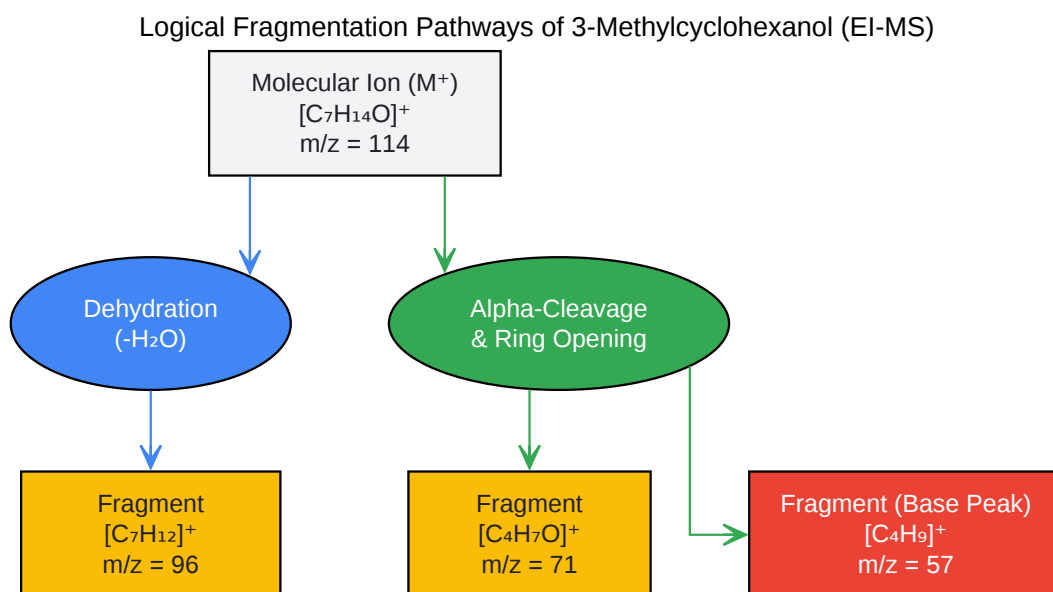 Logical Fragmentation Pathways of 3-Methylcyclohexanol (EI-MS)
Molecular Ion (M⁺)
[C₇H₁₄O]⁺
m/z = 114
Dehydration
(-H₂O)
Alpha-Cleavage
& Ring Opening
Fragment
[C₇H₁₂]⁺
m/z = 96
Fragment
[C₄H₇O]⁺
m/z = 71
Fragment (Base Peak)
[C₄H₉]⁺
m/z = 57